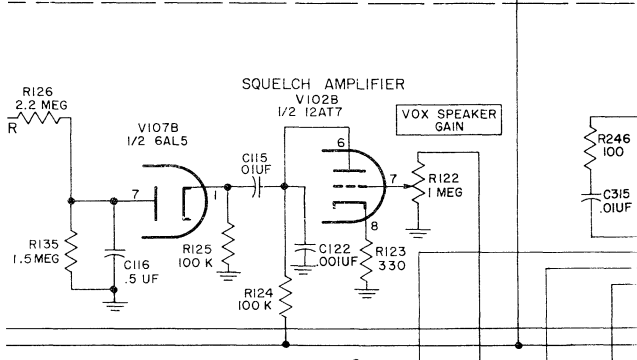 SQUELCH AMPLIFIER
V102B
1/2 12AT7
VOX SPEAKER
GAIN
R126
2.2 MEG
R
V107B
1/2 6AL5
7
1
C115
.01UF
6
7
8
R122
1 MEG
R246
100
C315
.01UF
R135
1.5 MEG
C116
.5 UF
R125
100 K
C122
.001UF
R123
330
R124
100 K